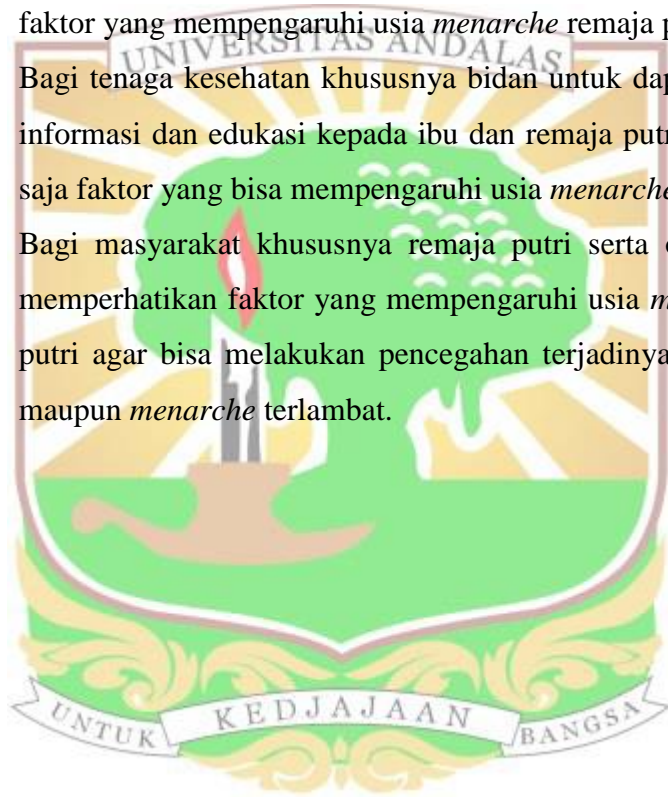 faktor yang mempengaruhi usia menarche remaja
UNIVERSITAS ANDALAS
Bagi tenaga kesehatan khususnya bidan untuk
informasi dan edukasi kepada ibu dan remaja
saja faktor yang bisa mempengaruhi usia menarche
Bagi masyarakat khususnya remaja putri serta
memperhatikan faktor yang mempengaruhi usia
putri agar bisa melakukan pencegahan terjadinya
maupun menarche terlambat.
UNTUK KEDJAJAAN BANGSA